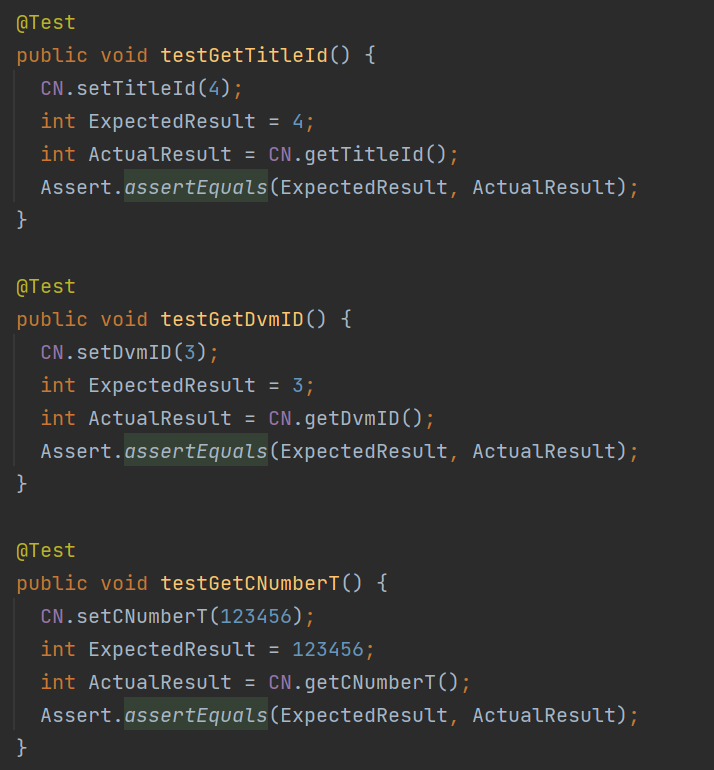 @Test
public void testGetTitleId() {
CN.setTitleId(4);
int ExpectedResult = 4;
int ActualResult = CN.getTitleId();
Assert.assertEquals(ExpectedResult, ActualResult);
}
@Test
public void testGetDvmID() {
CN.setDvmID(3);
int ExpectedResult = 3;
int ActualResult = CN.getDvmID();
Assert.assertEquals(ExpectedResult, ActualResult);
}
@Test
public void testGetCNumberT() {
CN.setCNumberT(123456);
int ExpectedResult = 123456;
int ActualResult = CN.getCNumberT();
Assert.assertEquals(ExpectedResult, ActualResult);
}